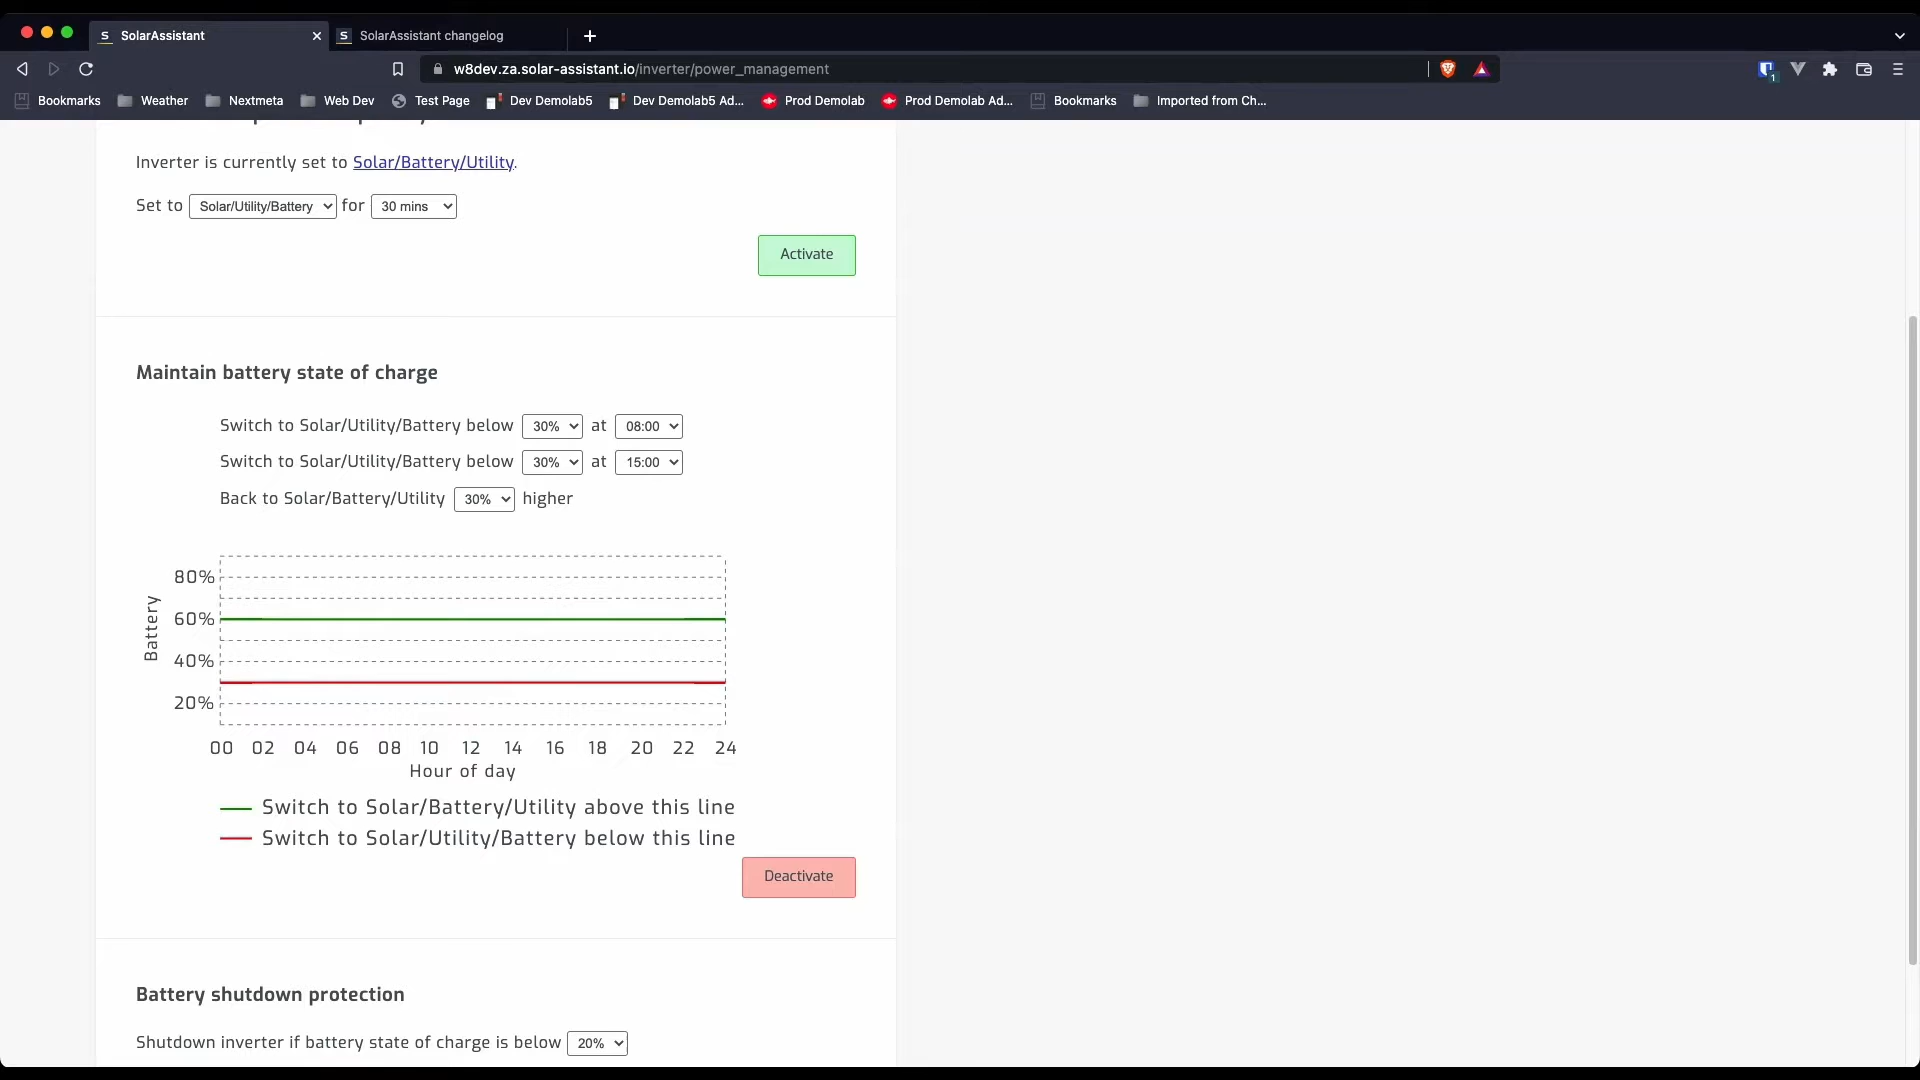 SolarAssistant
SolarAssistant changelog
w8dev.za.solar-assistant.io/inverter/power_management
1
Bookmarks Weather Nextmeta Web Dev Test Page Dev Demolab5 Dev Demolab5 Ad... Prod Demolab Prod Demolab Ad... Bookmarks Imported from Ch...
Inverter is currently set to Solar/Battery/Utility.
Set to Solar/Utility/Battery for 30 mins
Activate
Maintain battery state of charge
Switch to Solar/Utility/Battery below 30% at 08:00
Switch to Solar/Utility/Battery below 30% at 15:00
Back to Solar/Battery/Utility 30% higher
80%
60%
40%
20%
Battery
00 02 04 06 08 10 12 14 16 18 20 22 24
Hour of day
Switch to Solar/Battery/Utility above this line
Switch to Solar/Utility/Battery below this line
Deactivate
Battery shutdown protection
Shutdown inverter if battery state of charge is below 20%